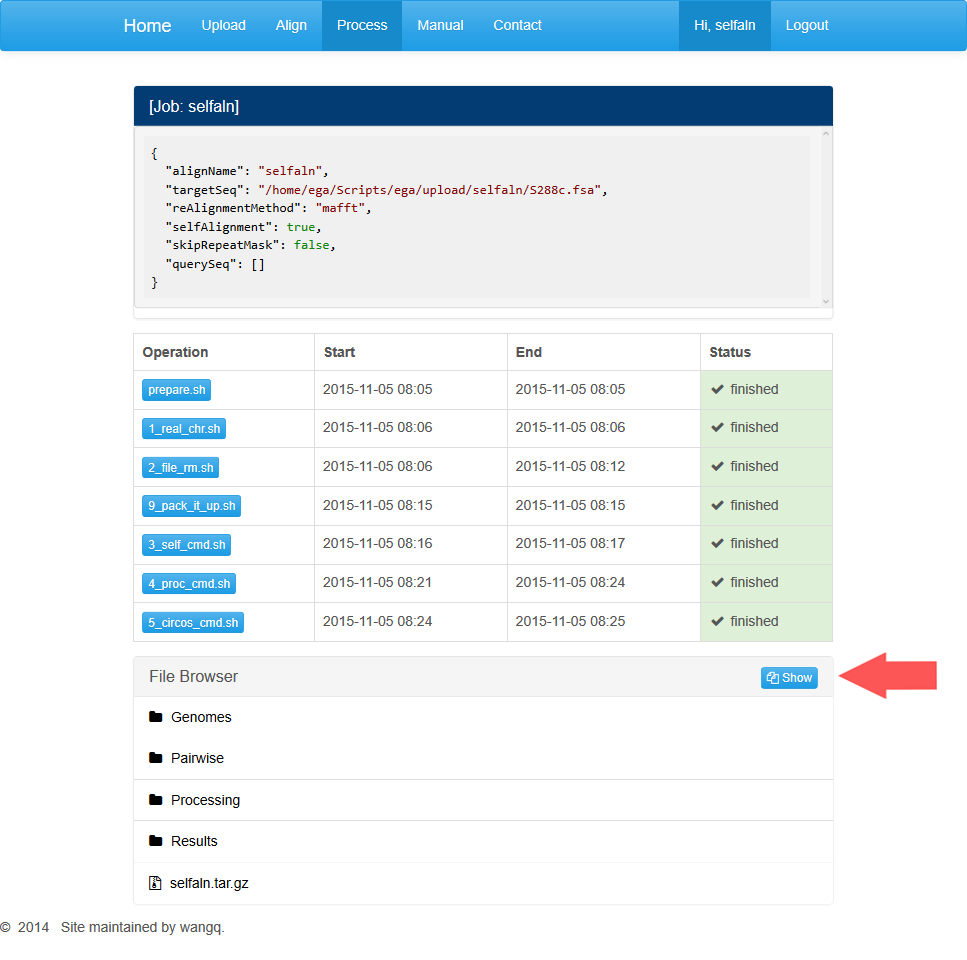 Home Upload Align Process Manual Contact Hi, selfaln Logout
[Job: selfaln]
{
  "alignName": "selfaln",
  "targetSeq": "/home/ega/Scripts/ega/upload/selfaln/S288c.fsa",
  "reAlignmentMethod": "mafft",
  "selfAlignment": true,
  "skipRepeatMask": false,
  "querySeq": []
}
Operation Start End Status
prepare.sh 2015-11-05 08:05 2015-11-05 08:05 finished
1_real_chr.sh 2015-11-05 08:06 2015-11-05 08:06 finished
2_file_rm.sh 2015-11-05 08:06 2015-11-05 08:12 finished
9_pack_it_up.sh 2015-11-05 08:15 2015-11-05 08:15 finished
3_self_cmd.sh 2015-11-05 08:16 2015-11-05 08:17 finished
4_proc_cmd.sh 2015-11-05 08:21 2015-11-05 08:24 finished
5_circos_cmd.sh 2015-11-05 08:24 2015-11-05 08:25 finished
File Browser Show
Genomes
Pairwise
Processing
Results
selfaln.tar.gz
© 2014 Site maintained by wangq.